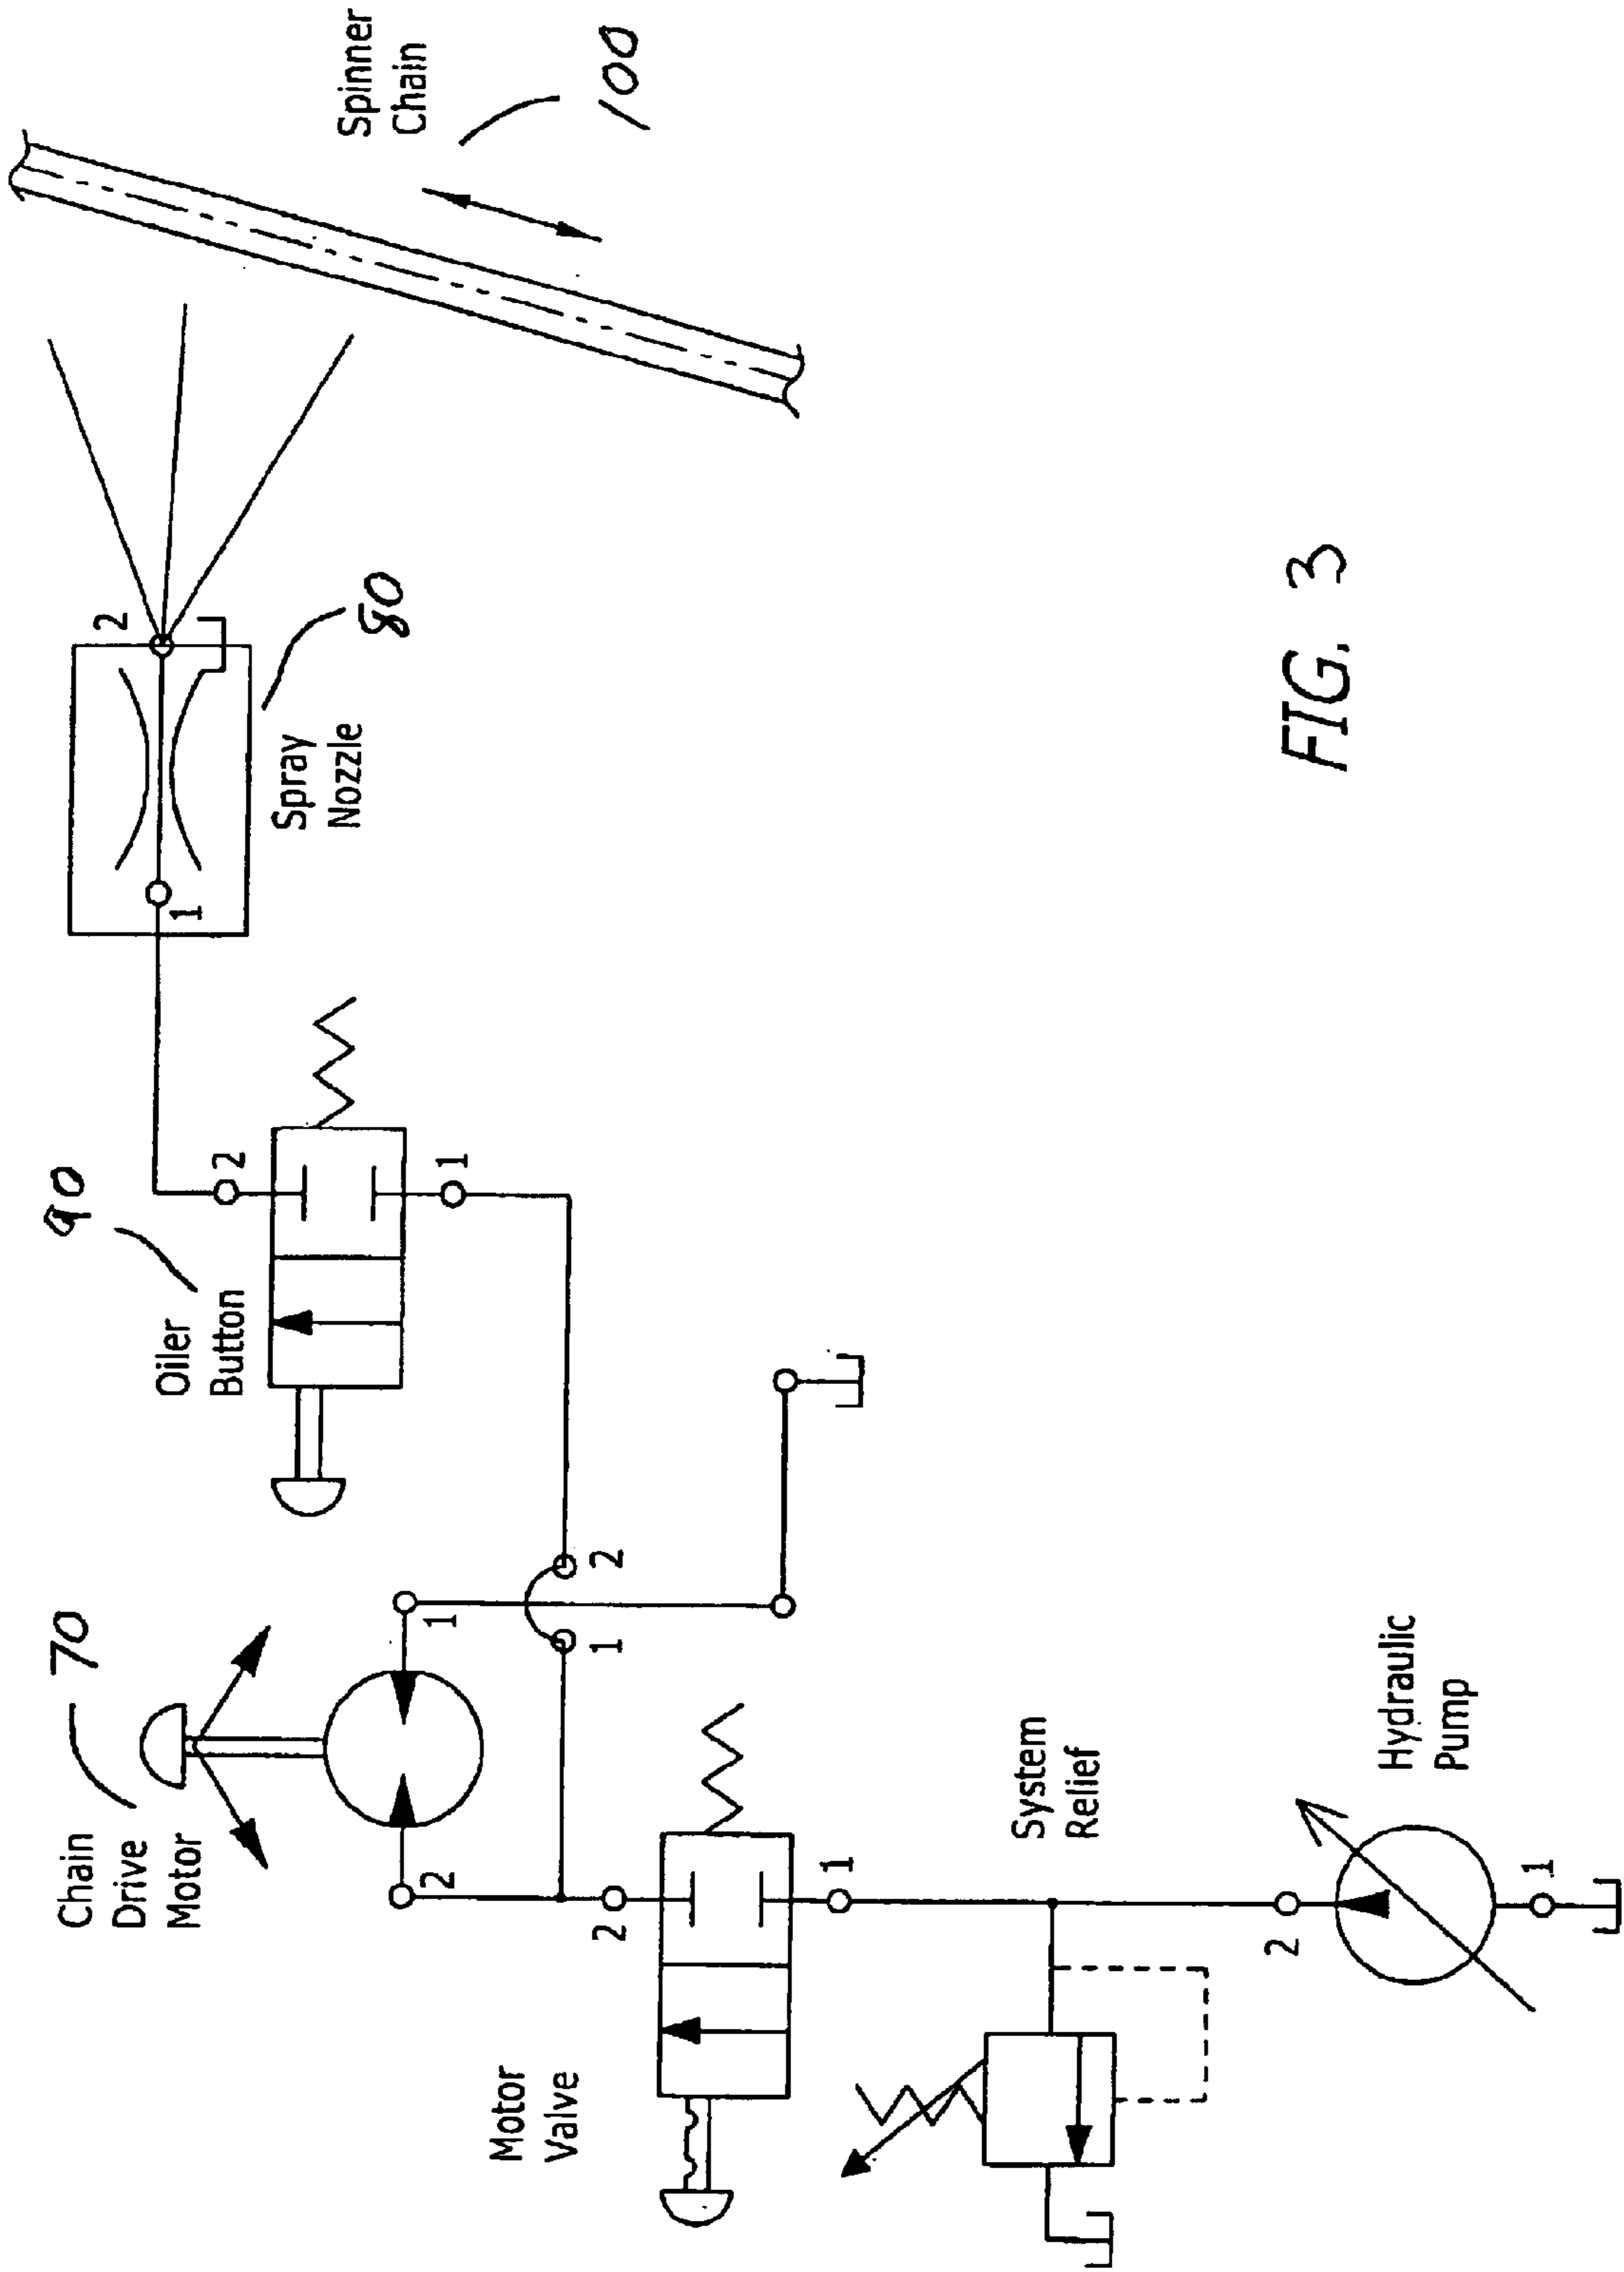 Chain
Drive
Motor
70
2
1
Oiler
Button
90
2
1
1
2
Spray
Nozzle
80
1
2
Spinner
Chain
100
Motor
Valve
2
1
System
Relief
Hydraulic
Pump
2
1
FIG. 3